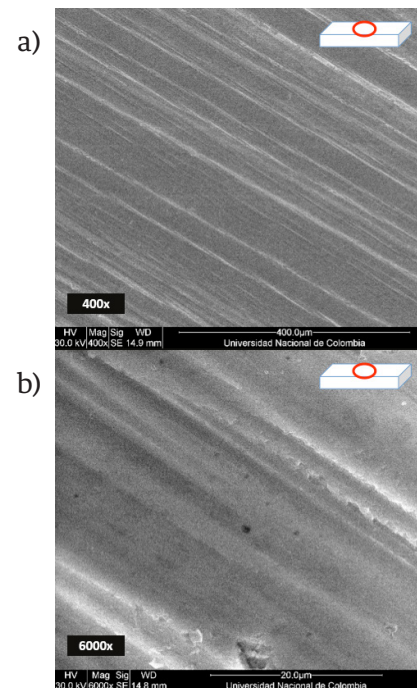 a)
400x
HV Mag Sig WD 400.0µm
30.0 kV 400x SE 14.9 mm Universidad Nacional de Colombia
b)
6000x
HV Mag Sig WD 20.0µm
30.0 kV 6000x SE 14.8 mm Universidad Nacional de Colombia